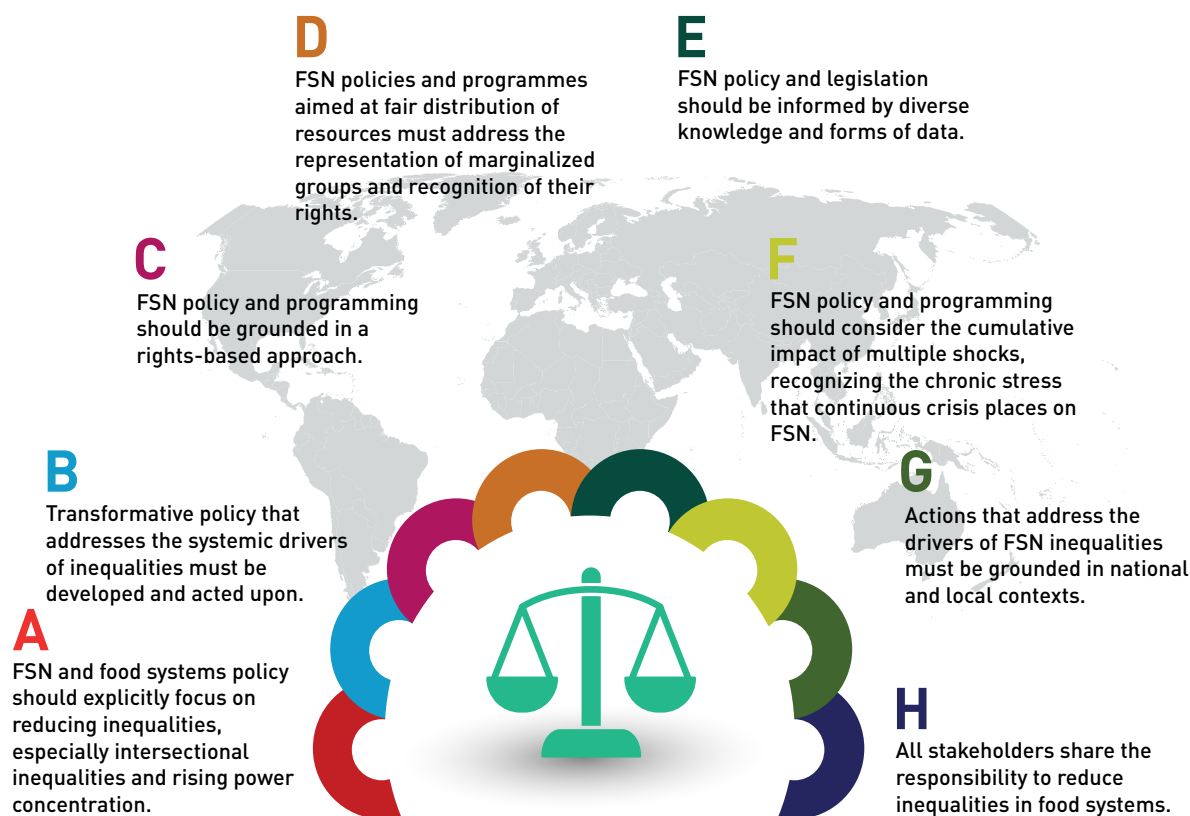 A
FSN and food systems policy
should explicitly focus on
reducing inequalities,
especially intersectional
inequalities and rising power
concentration.
B
Transformative policy that
addresses the systemic drivers
of inequalities must be
developed and acted upon.
C
FSN policy and programming
should be grounded in a
rights-based approach.
D
FSN policies and programmes
aimed at fair distribution of
resources must address the
representation of marginalized
groups and recognition of their
rights.
E
FSN policy and legislation
should be informed by diverse
knowledge and forms of data.
F
FSN policy and programming
should consider the cumulative
impact of multiple shocks,
recognizing the chronic stress
that continuous crisis places on
FSN.
G
Actions that address the
drivers of FSN inequalities
must be grounded in national
and local contexts.
H
All stakeholders share the
responsibility to reduce
inequalities in food systems.